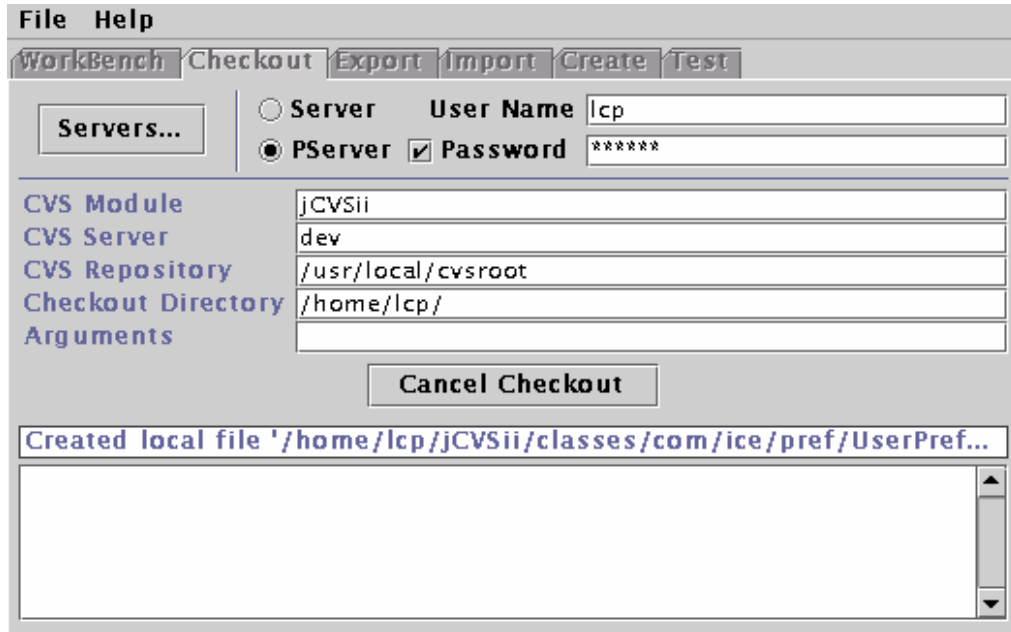 File Help
WorkBench Checkout Export Import Create Test
Servers...
Server User Name lcp
PServer Password ******
CVS Module jCVSii
CVS Server dev
CVS Repository /usr/local/cvsroot
Checkout Directory /home/lcp/
Arguments
Cancel Checkout
Created local file '/home/lcp/jCVSii/classes/com/ice/pref/UserPref...